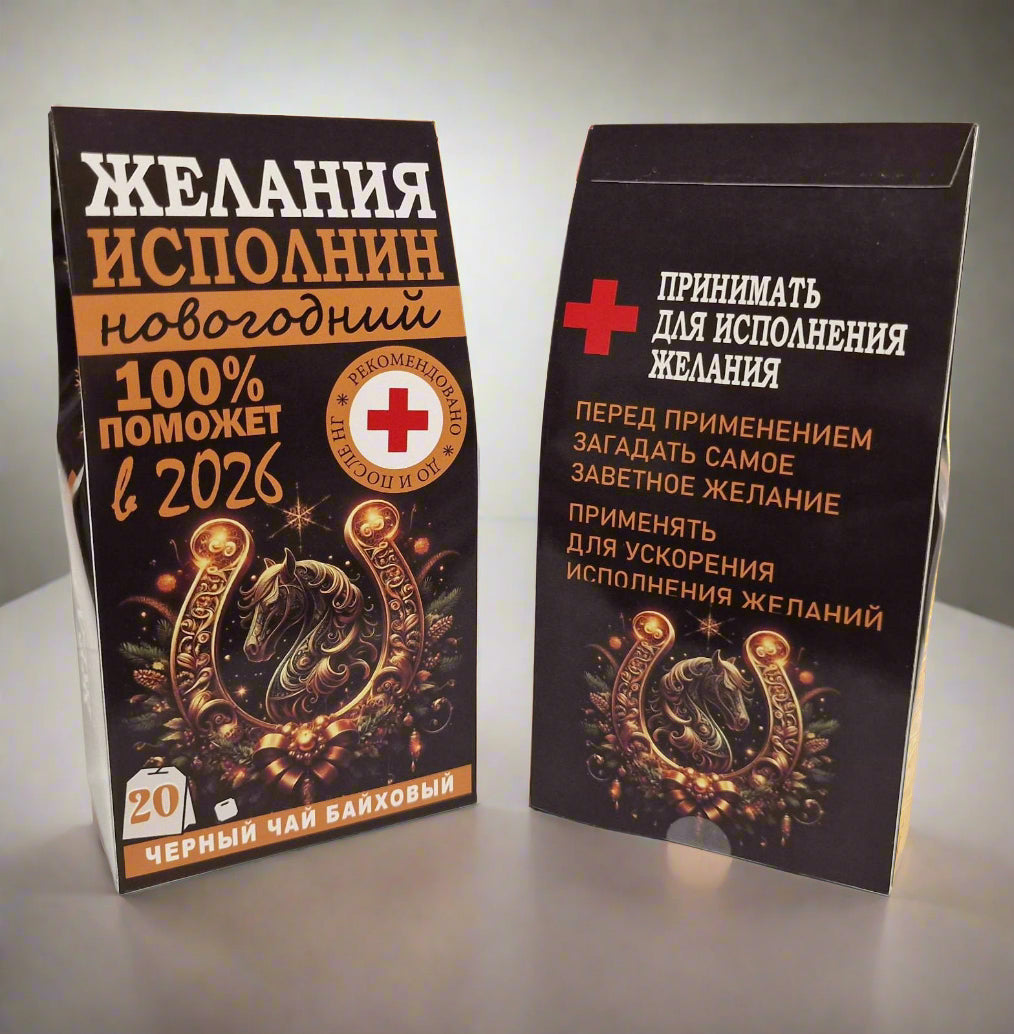 ЖЕЛАНИЯ
ИСПОЛНИН
новогодний
100%
ПОМОЖЕТ
в 2026
* РЕКОМЕНДОВАНО * ДО И ПОСЛЕ НГ
20
ЧЕРНЫЙ ЧАЙ БАЙХОВЫЙ
ПРИНИМАТЬ
ДЛЯ ИСПОЛНЕНИЯ
ЖЕЛАНИЯ
ПЕРЕД ПРИМЕНЕНИЕМ
ЗАГАДАТЬ САМОЕ
ЗАВЕТНОЕ ЖЕЛАНИЕ
ПРИМЕНЯТЬ
ДЛЯ УСКОРЕНИЯ
ИСПОЛНЕНИЯ ЖЕЛАНИЙ